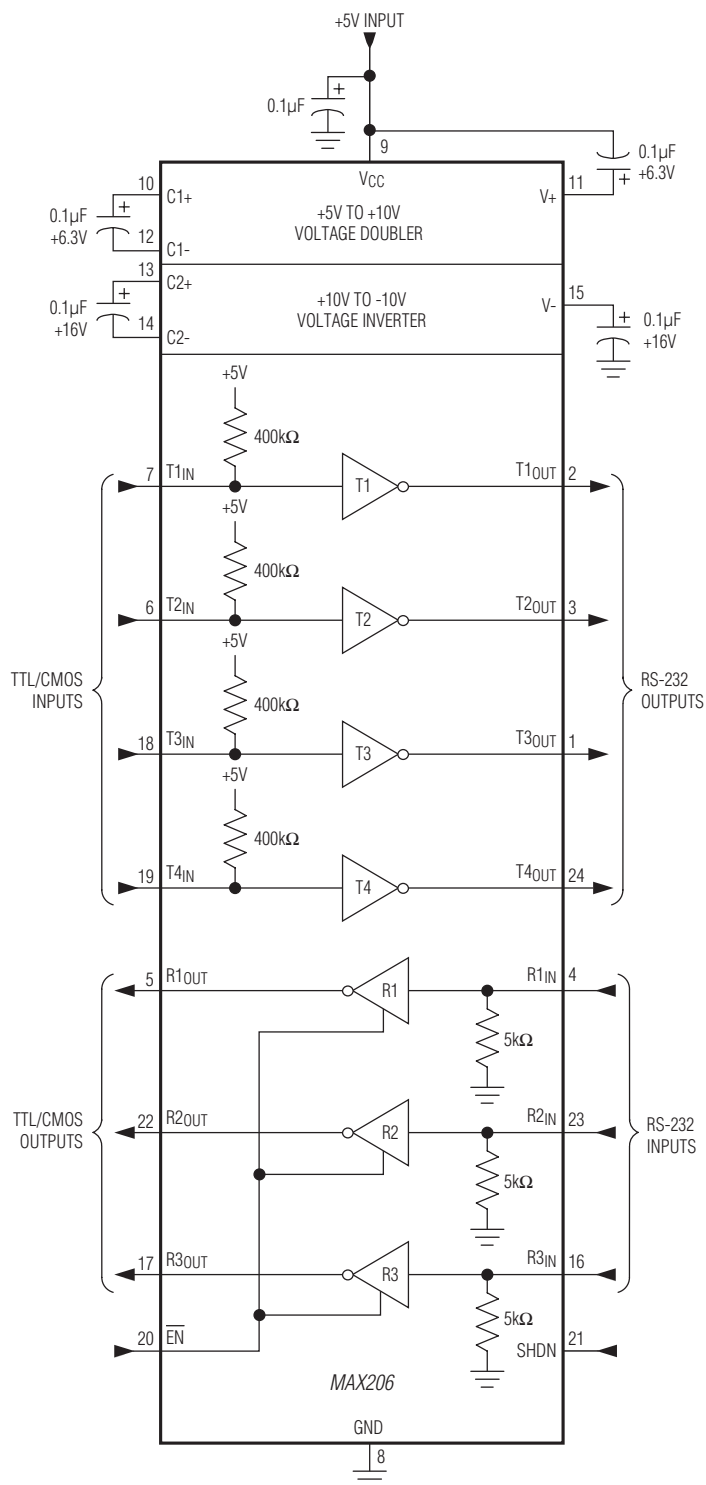 +5V INPUT
0.1µF
+
9
0.1µF
+6.3V
+
10
C1+
VCC
V+
11
+5V TO +10V
VOLTAGE DOUBLER
0.1µF
+6.3V
+
12
C1-
13
C2+
+10V TO -10V
VOLTAGE INVERTER
V-
15
0.1µF
+16V
+
14
C2-
+
0.1µF
+16V
+5V
400kΩ
7
T1IN
T1
T1OUT
2
+5V
400kΩ
6
T2IN
T2
T2OUT
3
+5V
TTL/CMOS
INPUTS
RS-232
OUTPUTS
400kΩ
18
T3IN
T3
T3OUT
1
+5V
400kΩ
19
T4IN
T4
T4OUT
24
5
R1OUT
R1
R1IN
4
5kΩ
TTL/CMOS
OUTPUTS
RS-232
INPUTS
22
R2OUT
R2
R2IN
23
5kΩ
17
R3OUT
R3
R3IN
16
5kΩ
20
E̅N̅
SHDN
21
MAX206
GND
8